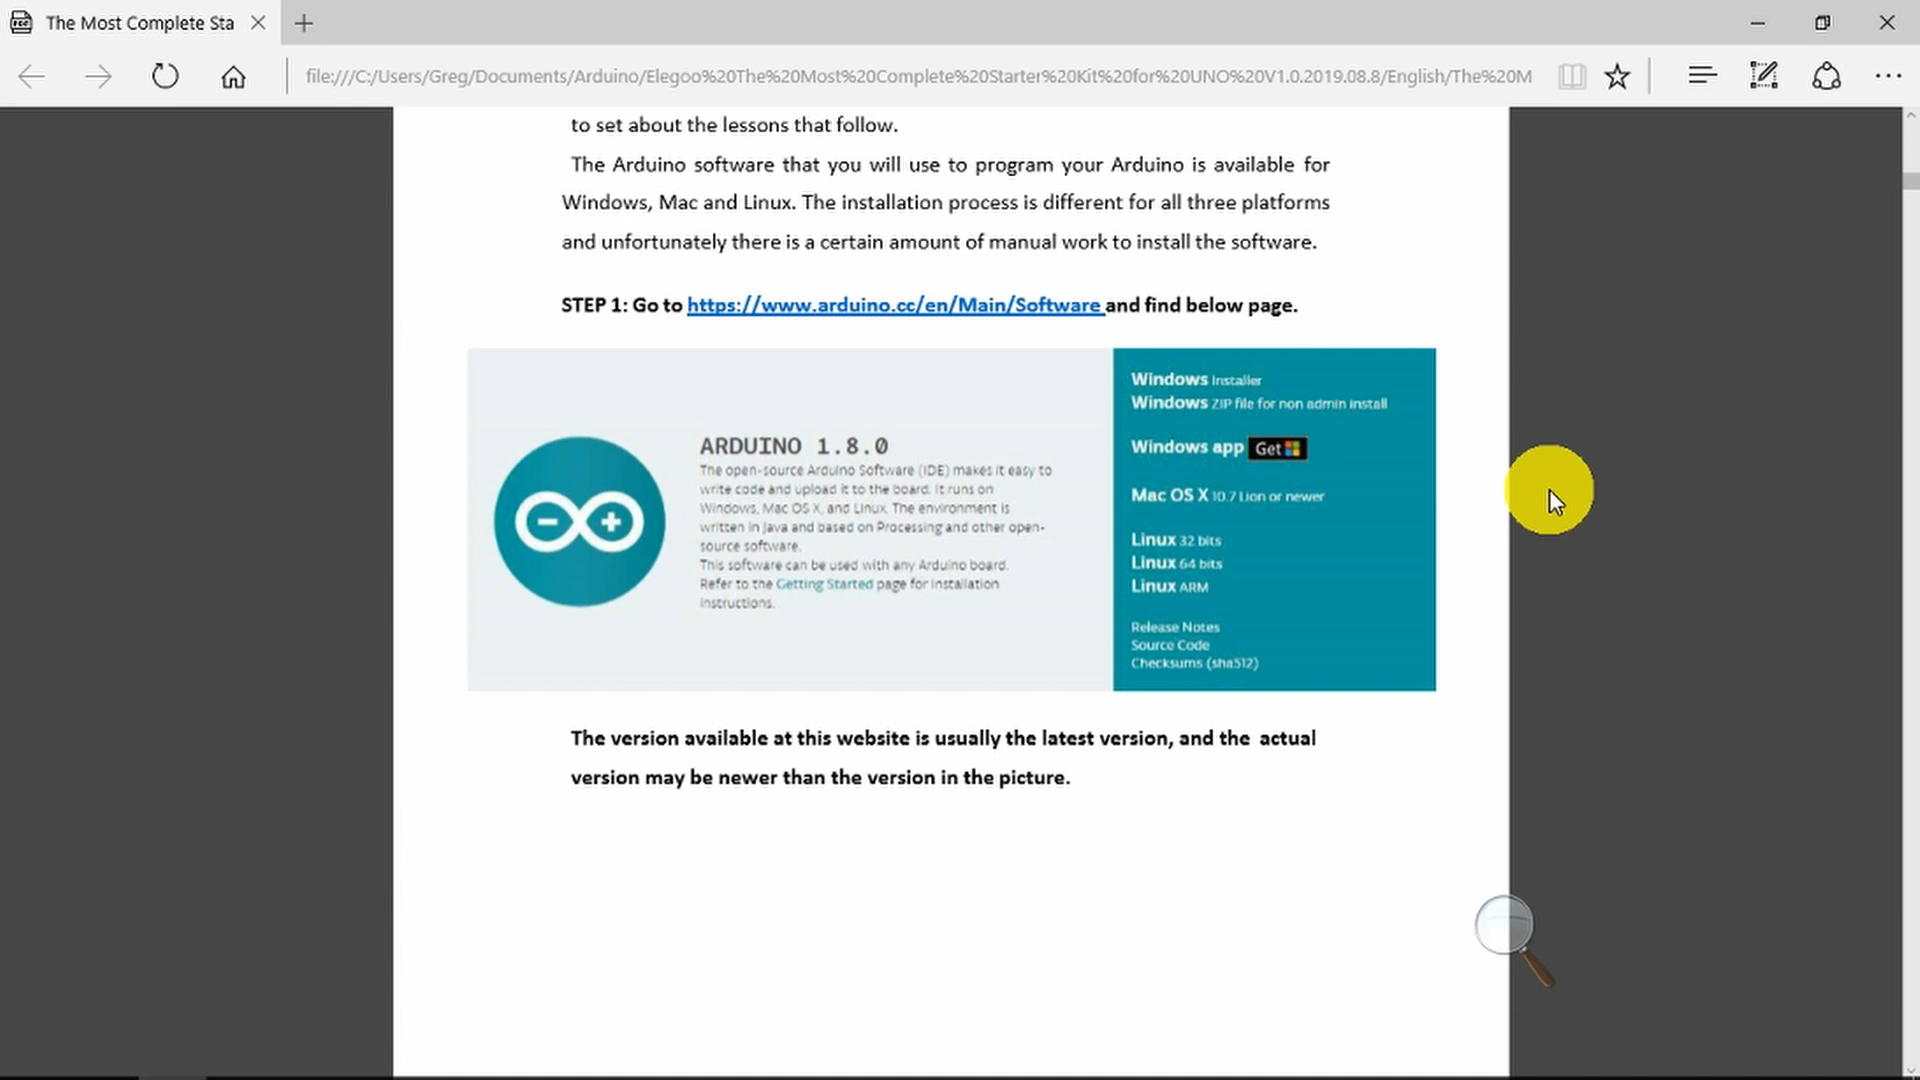 The Most Complete Sta
file:///C:/Users/Greg/Documents/Arduino/Elegoo%20The%20Most%20Complete%20Starter%20Kit%20for%20UNO%20V1.0.2019.08.8/English/The%20M
to set about the lessons that follow.
The Arduino software that you will use to program your Arduino is available for
Windows, Mac and Linux. The installation process is different for all three platforms
and unfortunately there is a certain amount of manual work to install the software.
STEP 1: Go to https://www.arduino.cc/en/Main/Software and find below page.
ARDUINO 1.8.0
The open-source Arduino Software (IDE) makes it easy to
write code and upload it to the board. It runs on
Windows, Mac OS X, and Linux. The environment is
written in Java and based on Processing and other open-
source software.
This software can be used with any Arduino board.
Refer to the Getting Started page for Installation
instructions.
Windows Installer
Windows ZIP file for non admin install
Windows app Get
Mac OS X 10.7 Lion or newer
Linux 32 bits
Linux 64 bits
Linux ARM
Release Notes
Source Code
Checksums (sha512)
The version available at this website is usually the latest version, and the actual
version may be newer than the version in the picture.